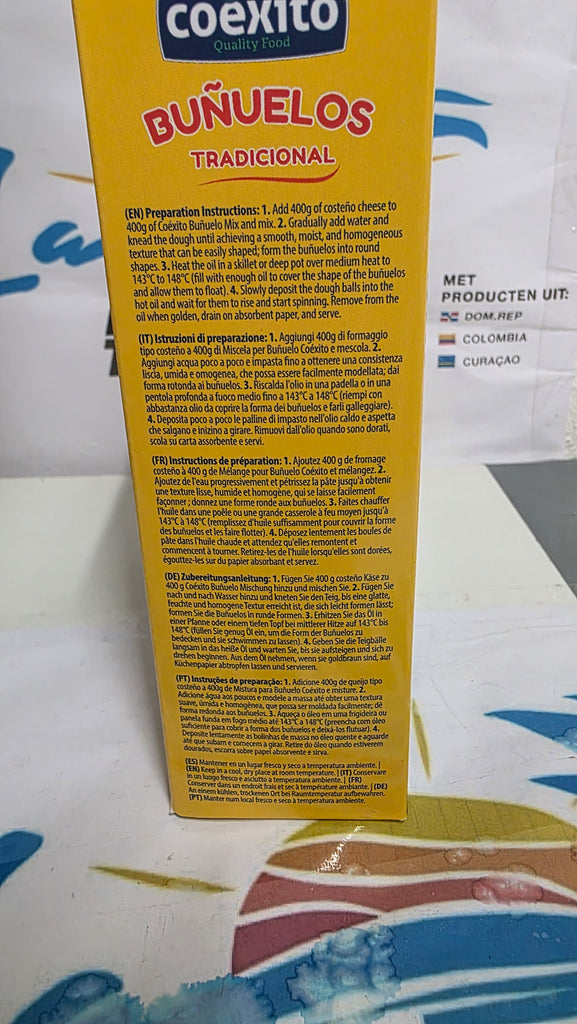 coexito
Quality Food
BUÑUELOS
TRADICIONAL
(EN) Preparation Instructions: 1. Add 400g of costeño cheese to
400g of Coéxito Buñuelo Mix and mix. 2. Gradually add water and
knead the dough until achieving a smooth, moist, and homogeneous
texture that can be easily shaped; form the buñuelos into round
shapes. 3. Heat the oil in a skillet or deep pot over medium heat to
143°C to 148°C (fill with enough oil to cover the shape of the buñuelos
and allow them to float). 4. Slowly deposit the dough balls into the
hot oil and wait for them to rise and start spinning. Remove from the
oil when golden, drain on absorbent paper, and serve.
(IT) Istruzioni di preparazione: 1. Aggiungi 400g di formaggio
tipo costeño a 400g di Miscela per Buñuelo Coéxito e mescola. 2.
Aggiungi acqua poco a poco e impasta fino a ottenere una consistenza
liscia, umida e omogenea, che possa essere facilmente modellata; dai
forma rotonda ai buñuelos. 3. Riscalda l'olio in una padella o in una
pentola profonda a fuoco medio fino a 143°C a 148°C (riempi con
abbastanza olio da coprire la forma dei buñuelos e farli galleggiare).
4. Deposita poco a poco le palline di impasto nell'olio caldo e aspetta
che salgano e inizino a girare. Rimuovi dall'olio quando sono dorati,
scola su carta assorbente e servi.
(FR) Instructions de préparation: 1. Ajoutez 400 g de fromage
costeño à 400 g de Mélange pour Buñuelo Coéxito et mélangez. 2.
Ajoutez de l'eau progressivement et pétrissez la pâte jusqu'à obtenir
une texture lisse, humide et homogène, qui se laisse facilement
façonner; donnez une forme ronde aux buñuelos. 3. Faites chauffer
l'huile dans une poêle ou une grande casserole à feu moyen jusqu'à
143°C à 148°C (remplissez d'huile suffisamment pour couvrir la forme
des buñuelos et les faire flotter). 4. Déposez lentement les boules de
pâte dans l'huile chaude et attendez qu'elles remontent et
commencent à tourner. Retirez-les de l'huile lorsqu'elles sont dorées,
égouttez-les sur du papier absorbant et servez.
(DE) Zubereitungsanleitung: 1. Fügen Sie 400 g costeño Käse zu
400 g Coéxito Buñuelo Mischung hinzu und mischen Sie. 2. Fügen Sie
nach und nach Wasser hinzu und kneten Sie den Teig, bis eine glatte,
feuchte und homogene Textur erreicht ist, die sich leicht formen lässt;
formen Sie die Buñuelos in runde Formen. 3. Erhitzen Sie das Öl in
einer Pfanne oder einem tiefen Topf bei mittlerer Hitze auf 143°C bis
148°C (füllen Sie genug Öl ein, um die Form der Buñuelos zu
bedecken und sie schwimmen zu lassen). 4. Geben Sie die Teigbälle
langsam in das heiße Öl und warten Sie, bis sie aufsteigen und sich zu
drehen beginnen. Aus dem Öl nehmen, wenn sie goldbraun sind, auf
Küchenpapier abtropfen lassen und servieren.
(PT) Instruções de preparação: 1. Adicione 400g de queijo tipo
costeño a 400g de Mistura para Buñuelo Coéxito e misture. 2.
Adicione água aos poucos e modele a massa até obter uma textura
suave, úmida e homogênea, que possa ser moldada facilmente; dê
forma redonda aos buñuelos. 3. Aqueça o óleo em uma frigideira ou
panela funda em fogo médio até 143°C a 148°C (preencha com óleo
suficiente para cobrir a forma dos buñuelos e deixá-los flutuar). 4.
Deposite lentamente as bolinhas de massa no óleo quente e aguarde
até que subam e comecem a girar. Retire do óleo quando estiverem
dourados, escorra sobre papel absorvente e sirva.
(ES) Mantener en un lugar fresco y seco a temperatura ambiente. |
(EN) Keep in a cool, dry place at room temperature. | (IT) Conservare
in un luogo fresco e asciutto a temperatura ambiente. | (FR)
Conserver dans un endroit frais et sec à température ambiante. | (DE)
An einem kühlen, trockenen Ort bei Raumtemperatur aufbewahren.
(PT) Manter num local fresco e seco à temperatura ambiente.
MET
PRODUCTEN UIT:
DOM.REP
COLOMBIA
CURAÇAO